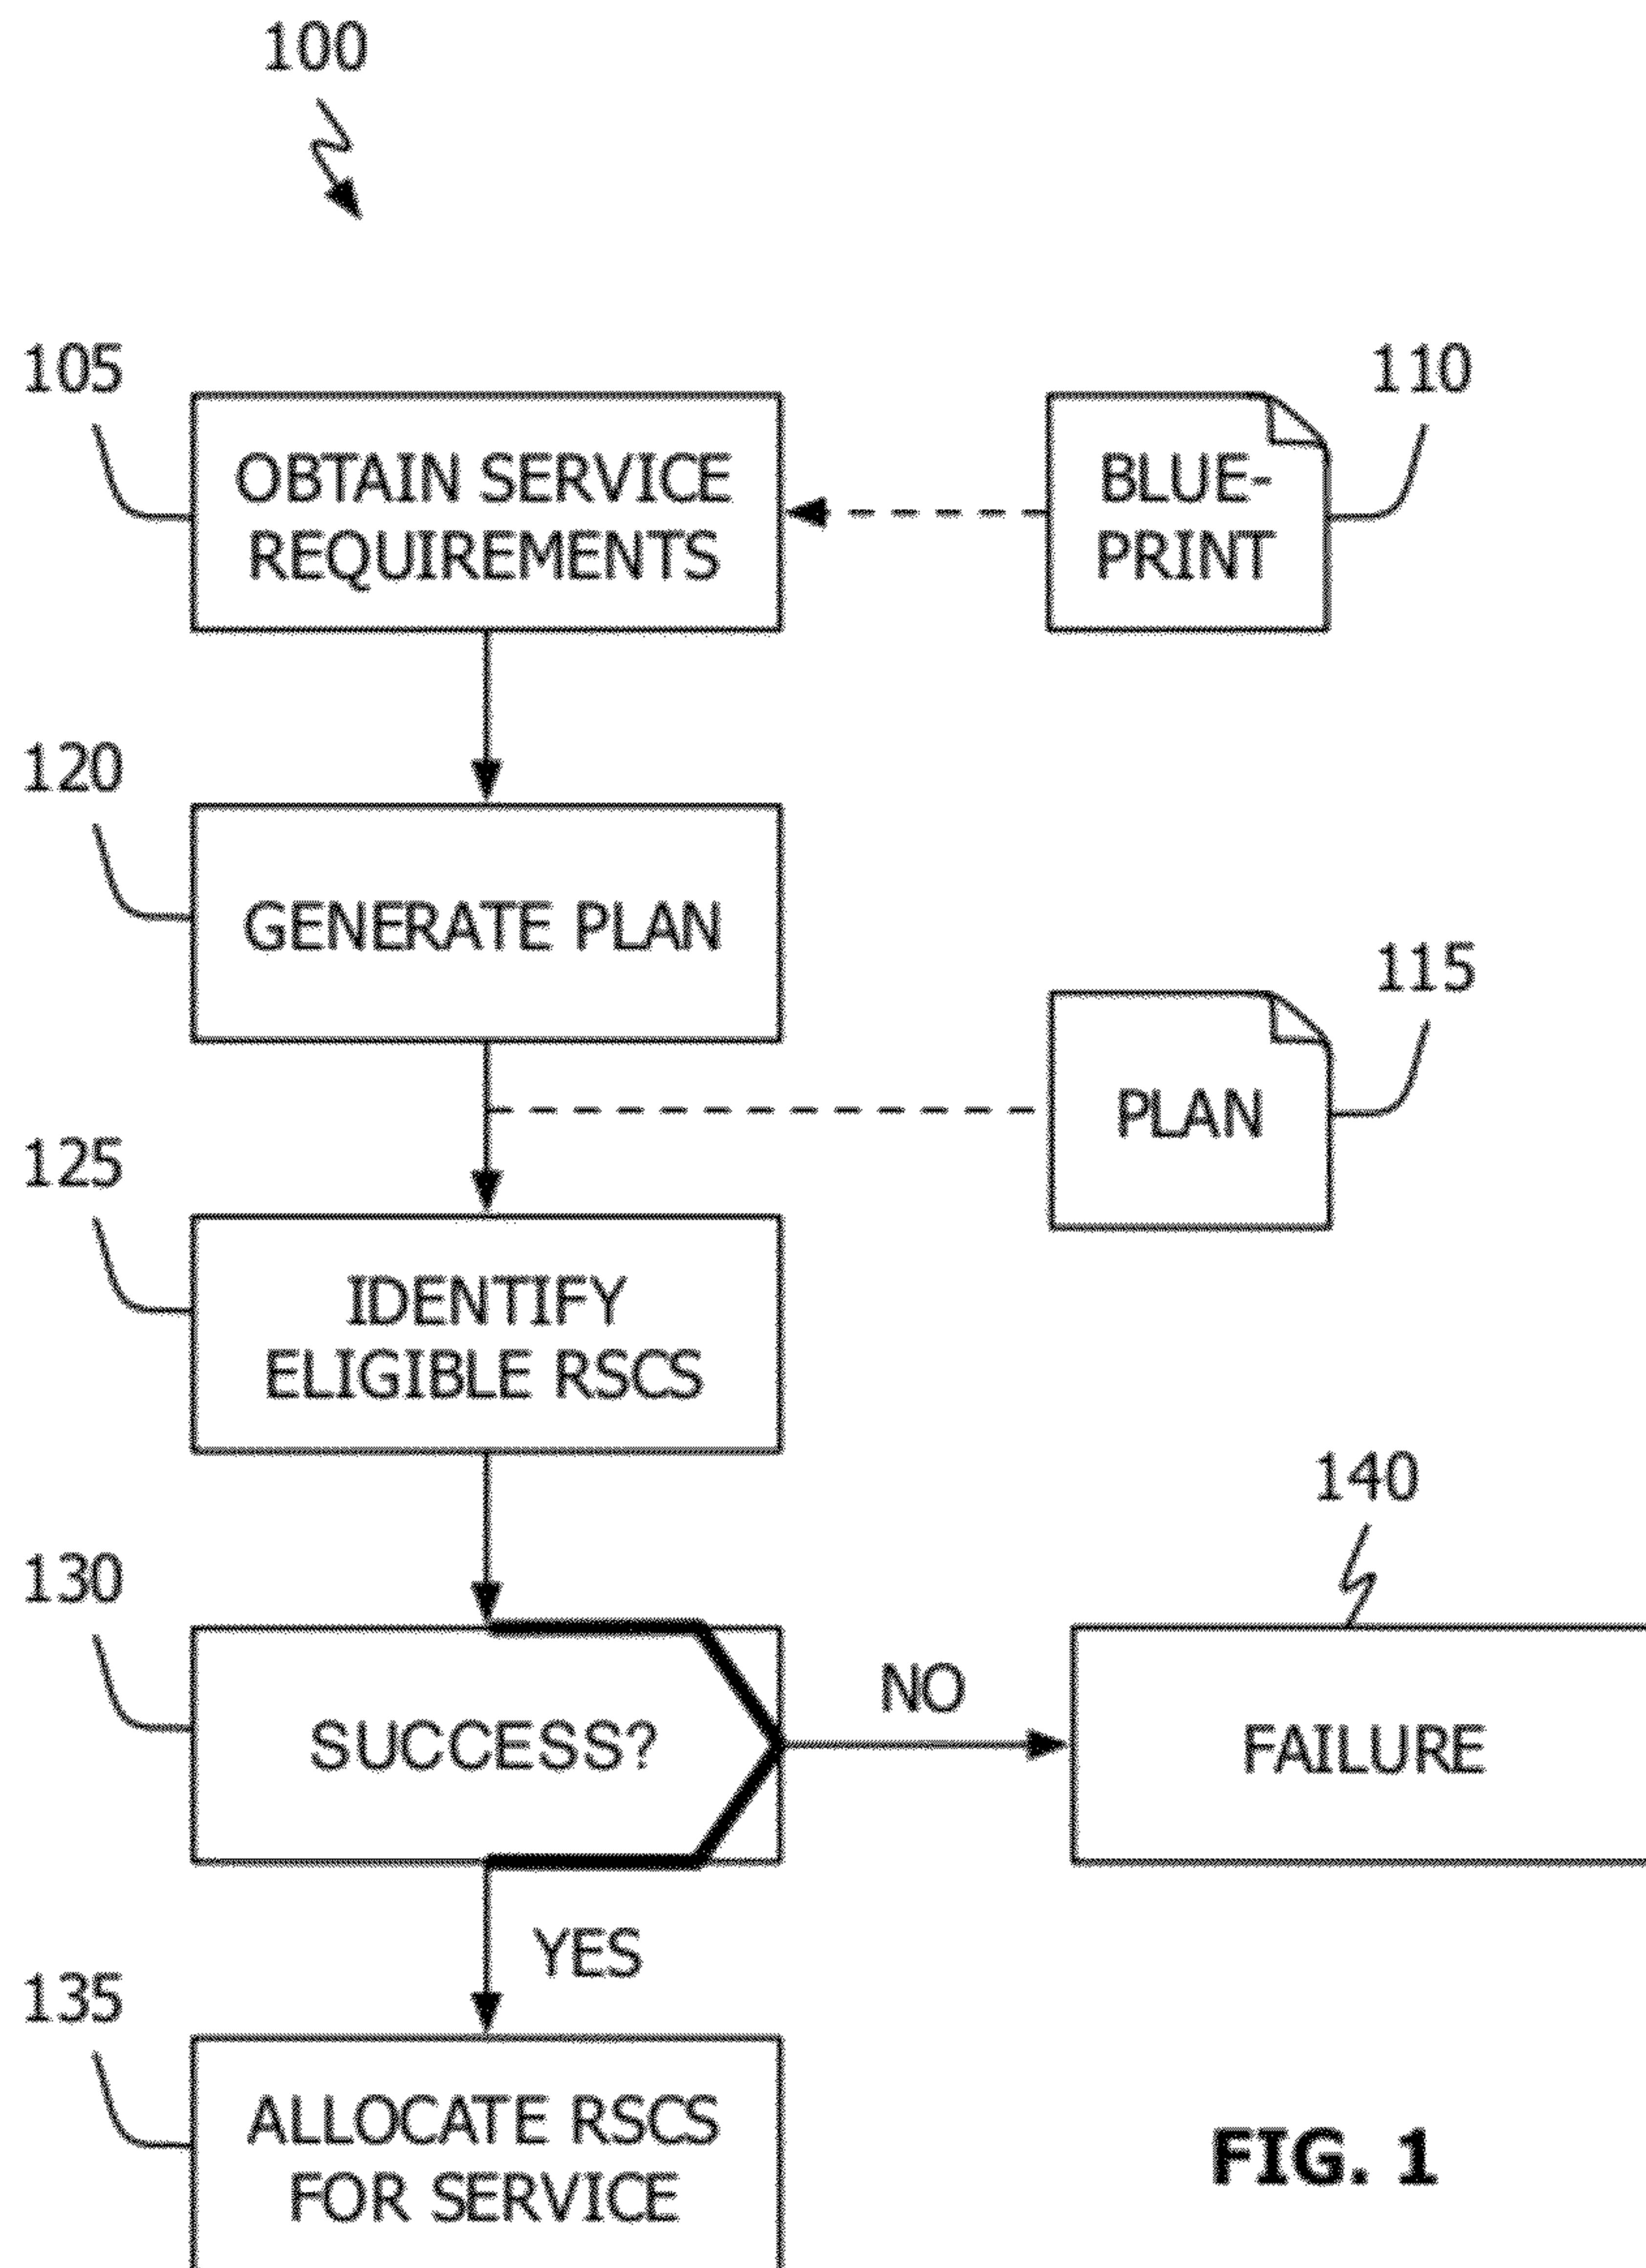 100
105
OBTAIN SERVICE
REQUIREMENTS
BLUE-
PRINT
110
120
GENERATE PLAN
115
PLAN
125
IDENTIFY
ELIGIBLE RSCS
140
130
SUCCESS?
NO
FAILURE
YES
135
ALLOCATE RSCS
FOR SERVICE
FIG. 1